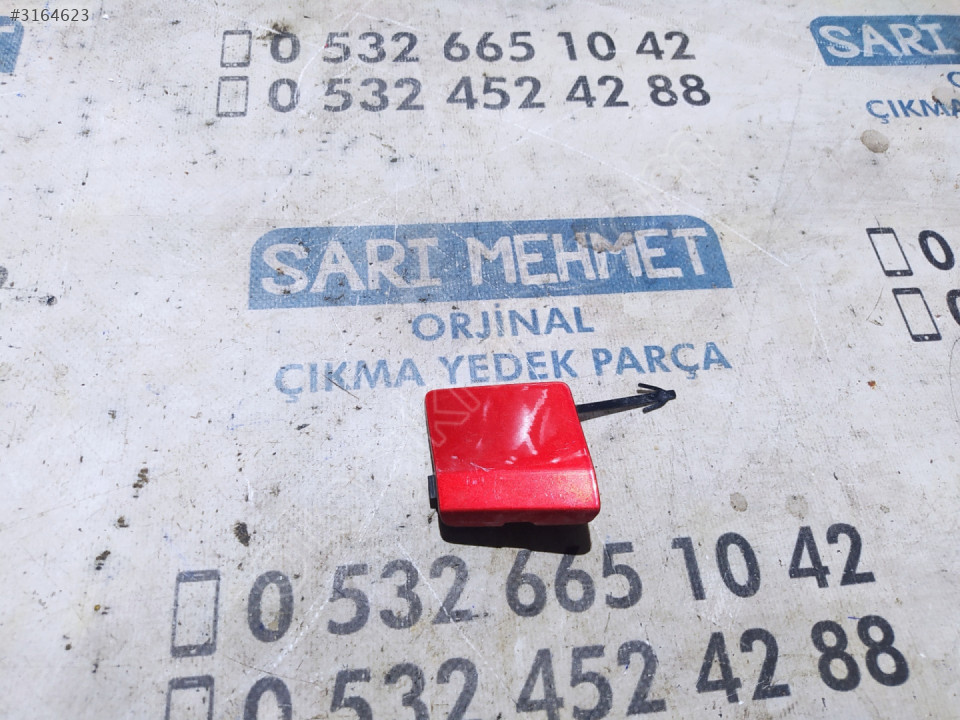 #3164623
0 532 665 10 42
0 532 452 42 88
SARI
ÇIKMA
SARI MEHMET
ORJİNAL
ÇIKMA YEDEK PARÇA
0
0 532 665 10 42
0 532 452 42 88